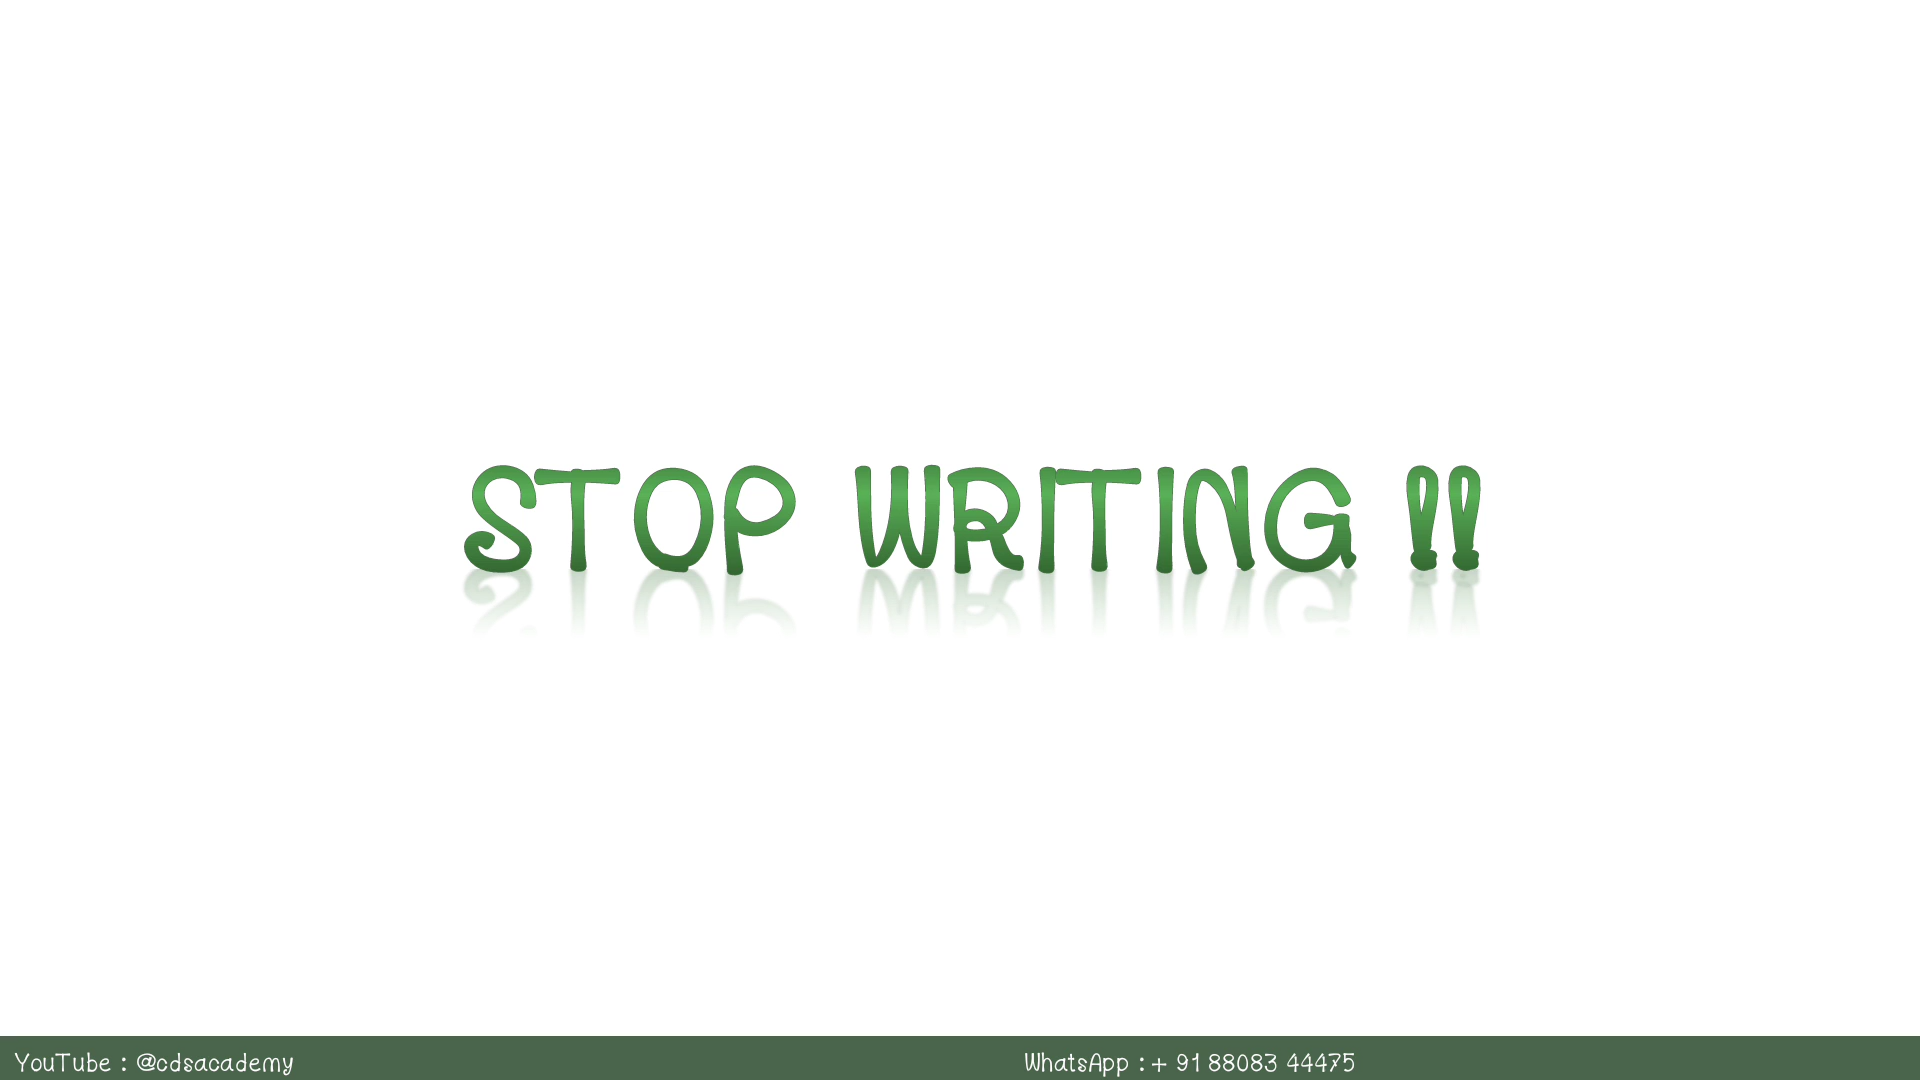 STOP WRITING !!
YouTube : @cdsacademy
WhatsApp : + 91 88083 44475